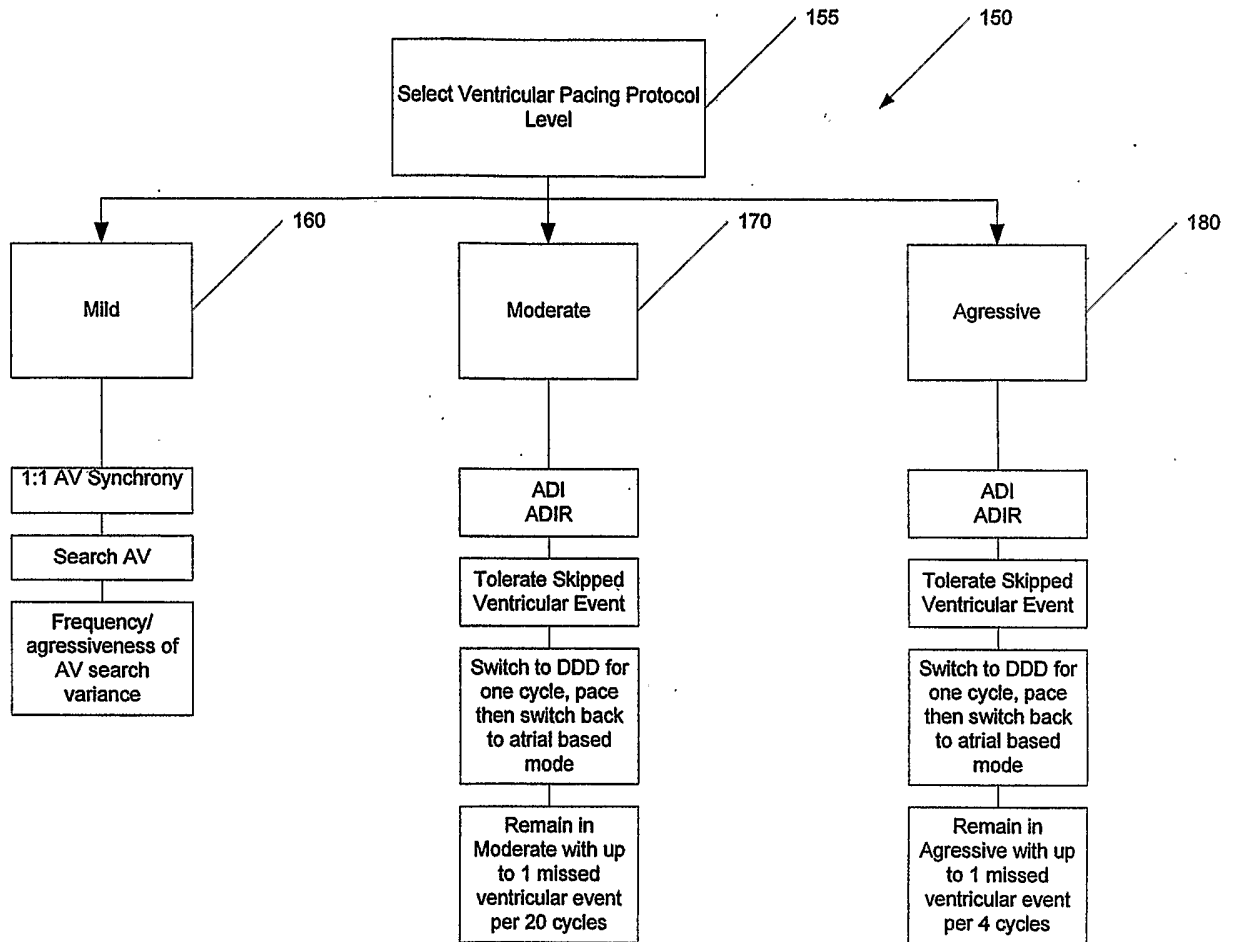 155
150
Select Ventricular Pacing Protocol
Level
160
170
180
Mild
Moderate
Agressive
1:1 AV Synchrony
Search AV
Frequency/
agressiveness of
AV search
variance
ADI
ADIR
Tolerate Skipped
Ventricular Event
Switch to DDD for
one cycle, pace
then switch back
to atrial based
mode
Remain in
Moderate with up
to 1 missed
ventricular event
per 20 cycles
ADI
ADIR
Tolerate Skipped
Ventricular Event
Switch to DDD for
one cycle, pace
then switch back
to atrial based
mode
Remain in
Agressive with up
to 1 missed
ventricular event
per 4 cycles